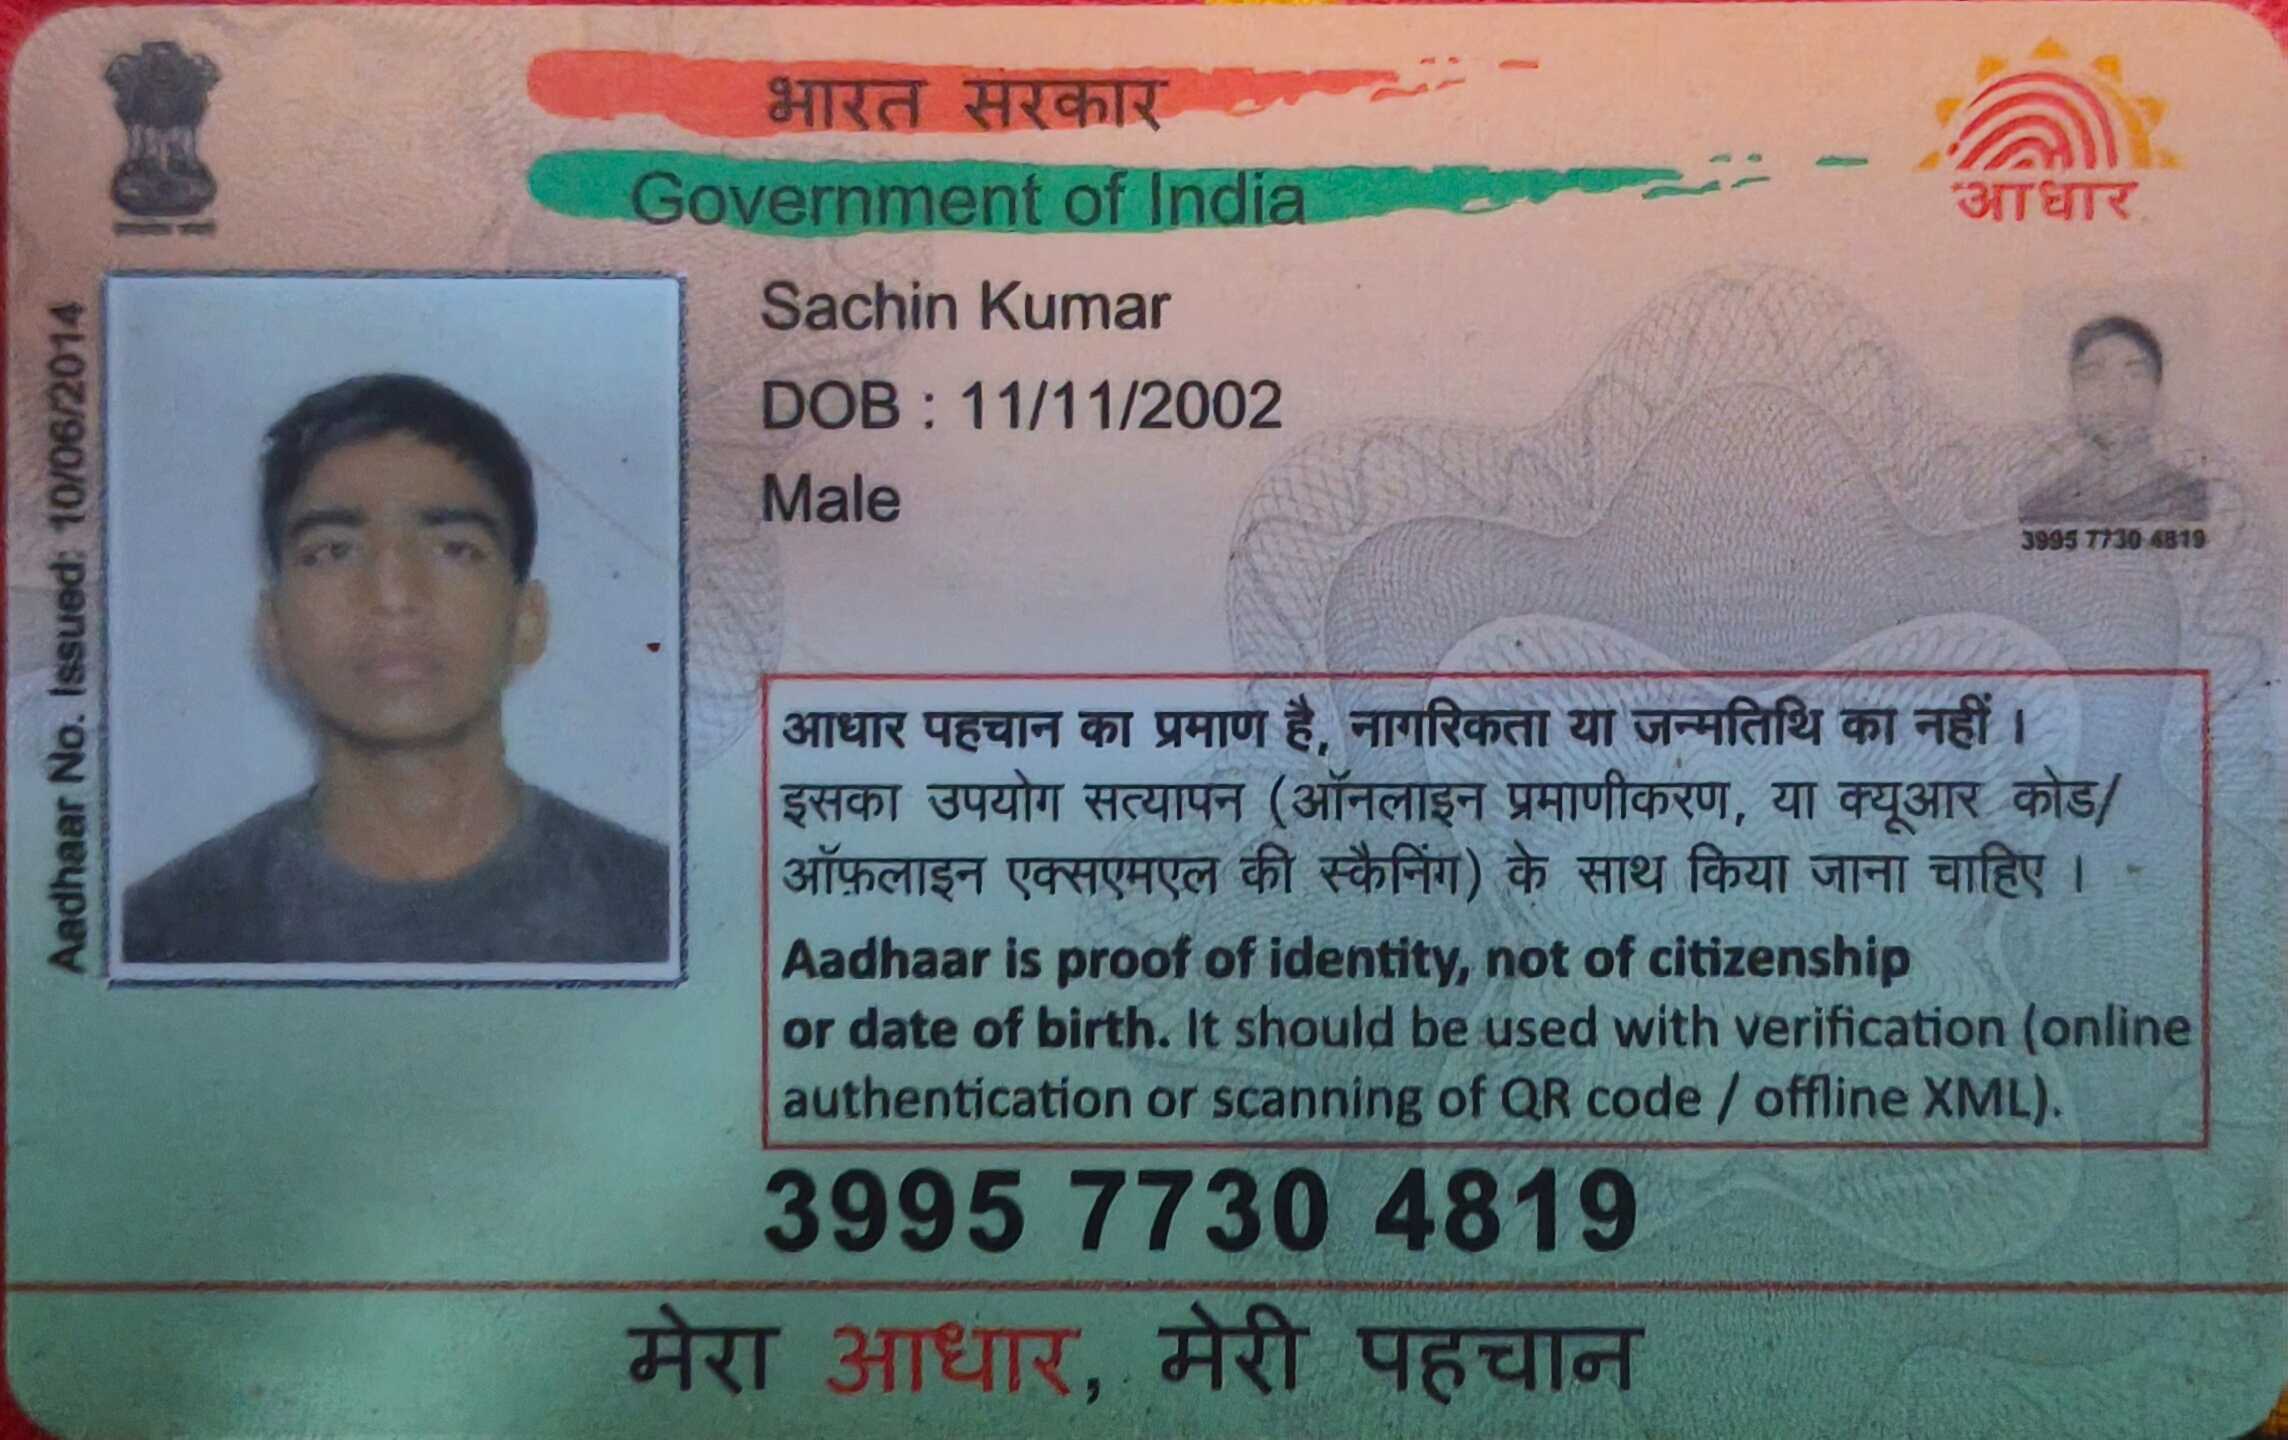 भारत सरकार
Government of India
आधार
Aadhaar No. Issued: 10/06/2014
Sachin Kumar
DOB : 11/11/2002
Male
3995 7730 4819
आधार पहचान का प्रमाण है, नागरिकता या जन्मतिथि का नहीं ।
इसका उपयोग सत्यापन (ऑनलाइन प्रमाणीकरण, या क्यूआर कोड/
ऑफ़लाइन एक्सएमएल की स्कैनिंग) के साथ किया जाना चाहिए ।
Aadhaar is proof of identity, not of citizenship
or date of birth. It should be used with verification (online
authentication or scanning of QR code / offline XML).
3995 7730 4819
मेरा आधार, मेरी पहचान